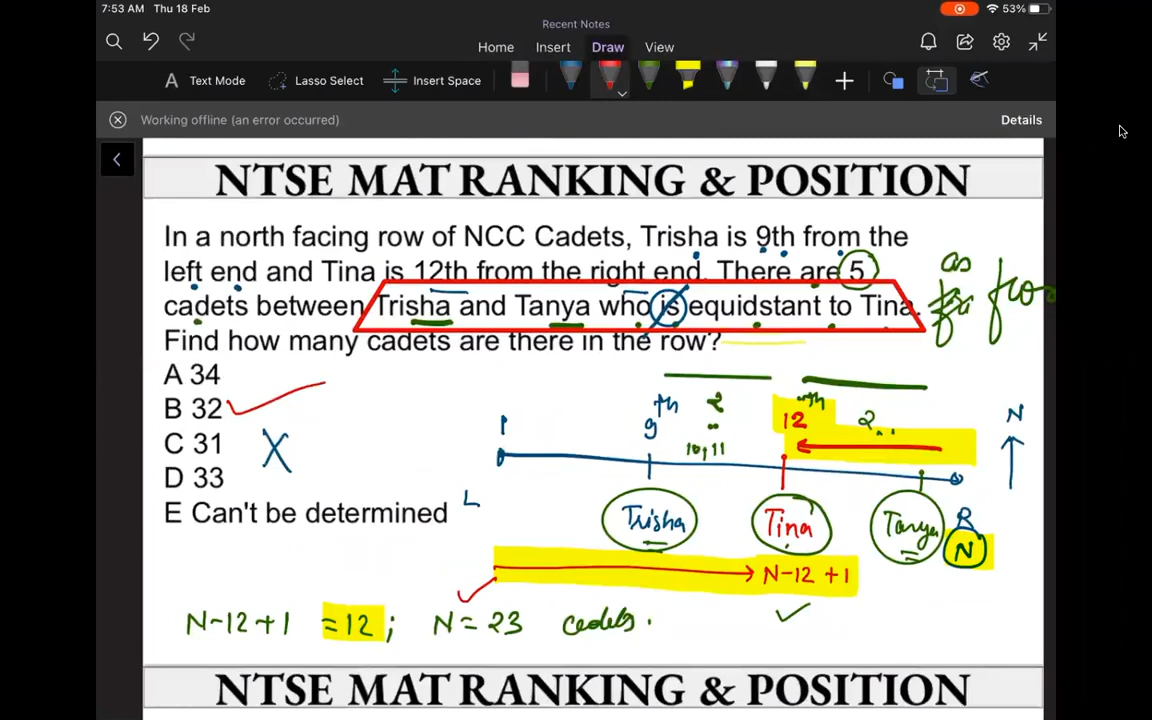 7:53 AM Thu 18 Feb
53%
Recent Notes
Home Insert Draw View
Text Mode Lasso Select Insert Space
Working offline (an error occurred) Details
NTSE MAT RANKING & POSITION
In a north facing row of NCC Cadets, Trisha is 9th from the
left end and Tina is 12th from the right end. There are 5
as
cadets between Trisha and Tanya who is equidstant to Tina.
Find how many cadets are there in the row?
A 34
B 32
C 31
D 33
E Can't be determined
9th 2 12th 2
N
10, 11
L
Trisha Tina Tanya R
N
N-12 +1
N-12+1 =12 ; N= 23 cadets.
NTSE MAT RANKING & POSITION